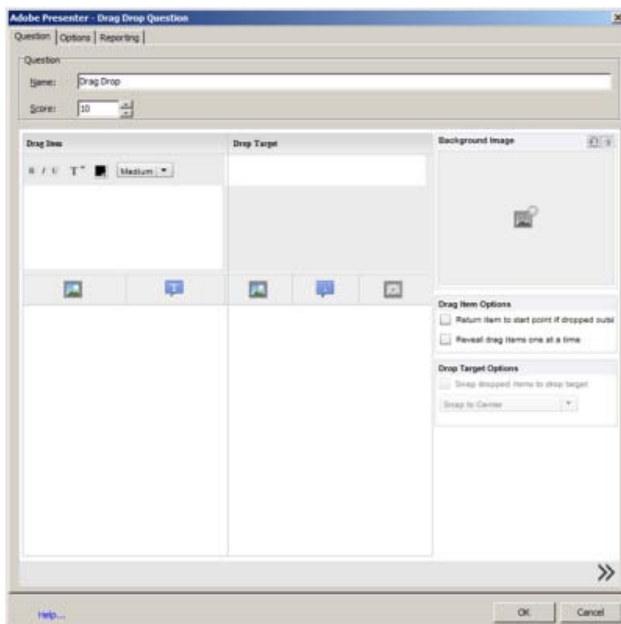 Adobe Presenter - Drag Drop Question
Question Options Reporting
Question
Name: Drag Drop
Score: 10
Drag Item Drop Target Background Image
B I U T Medium
Drag Item Options
Return item to start point if dropped outsi
Reveal drag items one at a time
Drop Target Options
Snap dropped items to drop target
Snap to Center
Help... OK Cancel